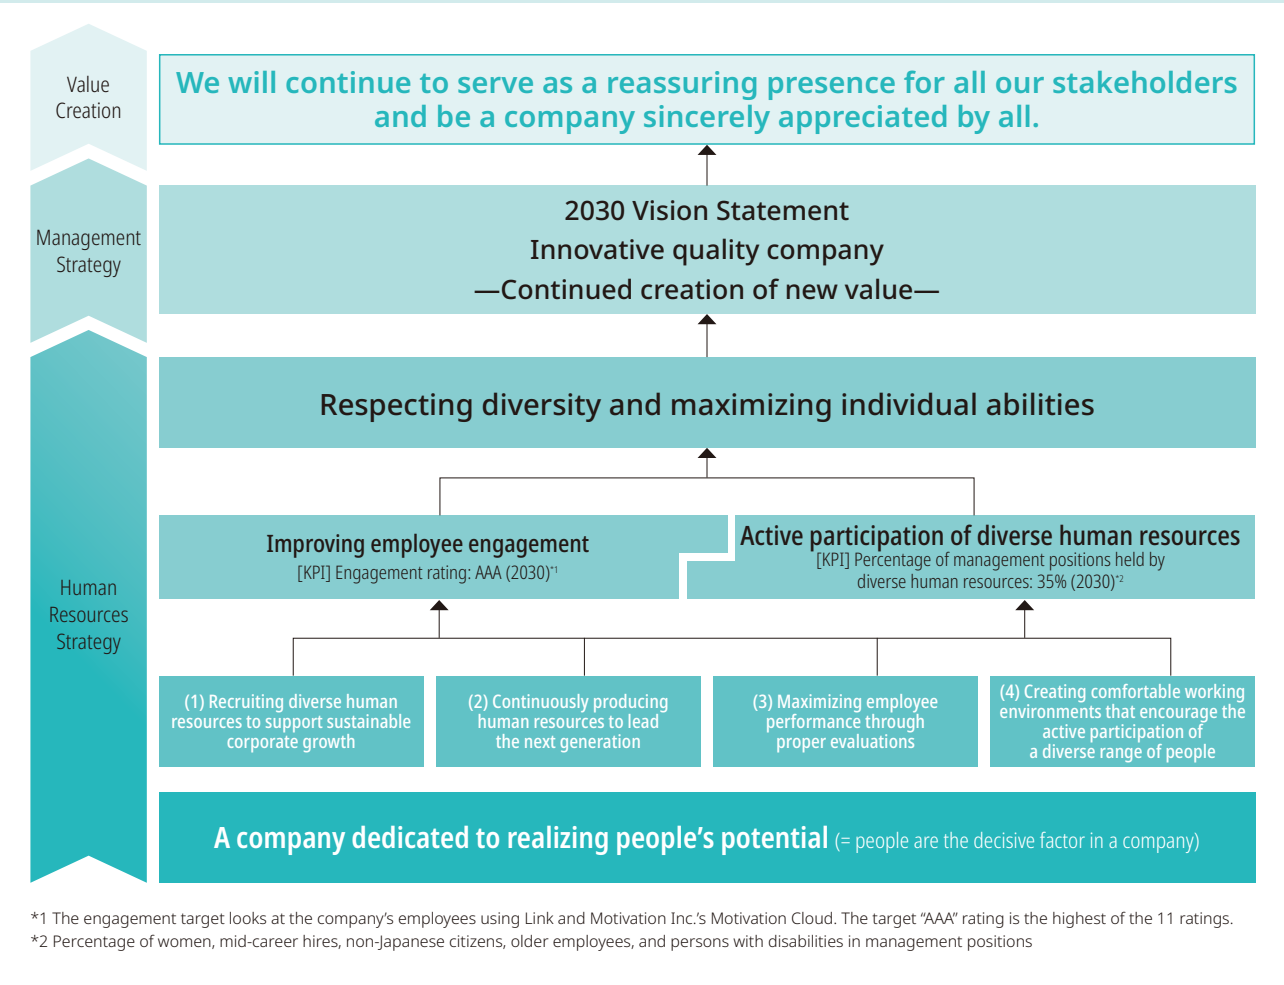 Value
Creation
We will continue to serve as a reassuring presence for all our stakeholders
and be a company sincerely appreciated by all.
Management
Strategy
2030 Vision Statement
Innovative quality company
—Continued creation of new value—
Human
Resources
Strategy
Respecting diversity and maximizing individual abilities
Improving employee engagement
[KPI] Engagement rating: AAA (2030)*1
Active participation of diverse human resources
[KPI] Percentage of management positions held by
diverse human resources: 35% (2030)*2
(1) Recruiting diverse human
resources to support sustainable
corporate growth
(2) Continuously producing
human resources to lead
the next generation
(3) Maximizing employee
performance through
proper evaluations
(4) Creating comfortable working
environments that encourage the
active participation of
a diverse range of people
A company dedicated to realizing people’s potential (= people are the decisive factor in a company)
*1 The engagement target looks at the company’s employees using Link and Motivation Inc.’s Motivation Cloud. The target “AAA” rating is the highest of the 11 ratings.
*2 Percentage of women, mid-career hires, non-Japanese citizens, older employees, and persons with disabilities in management positions